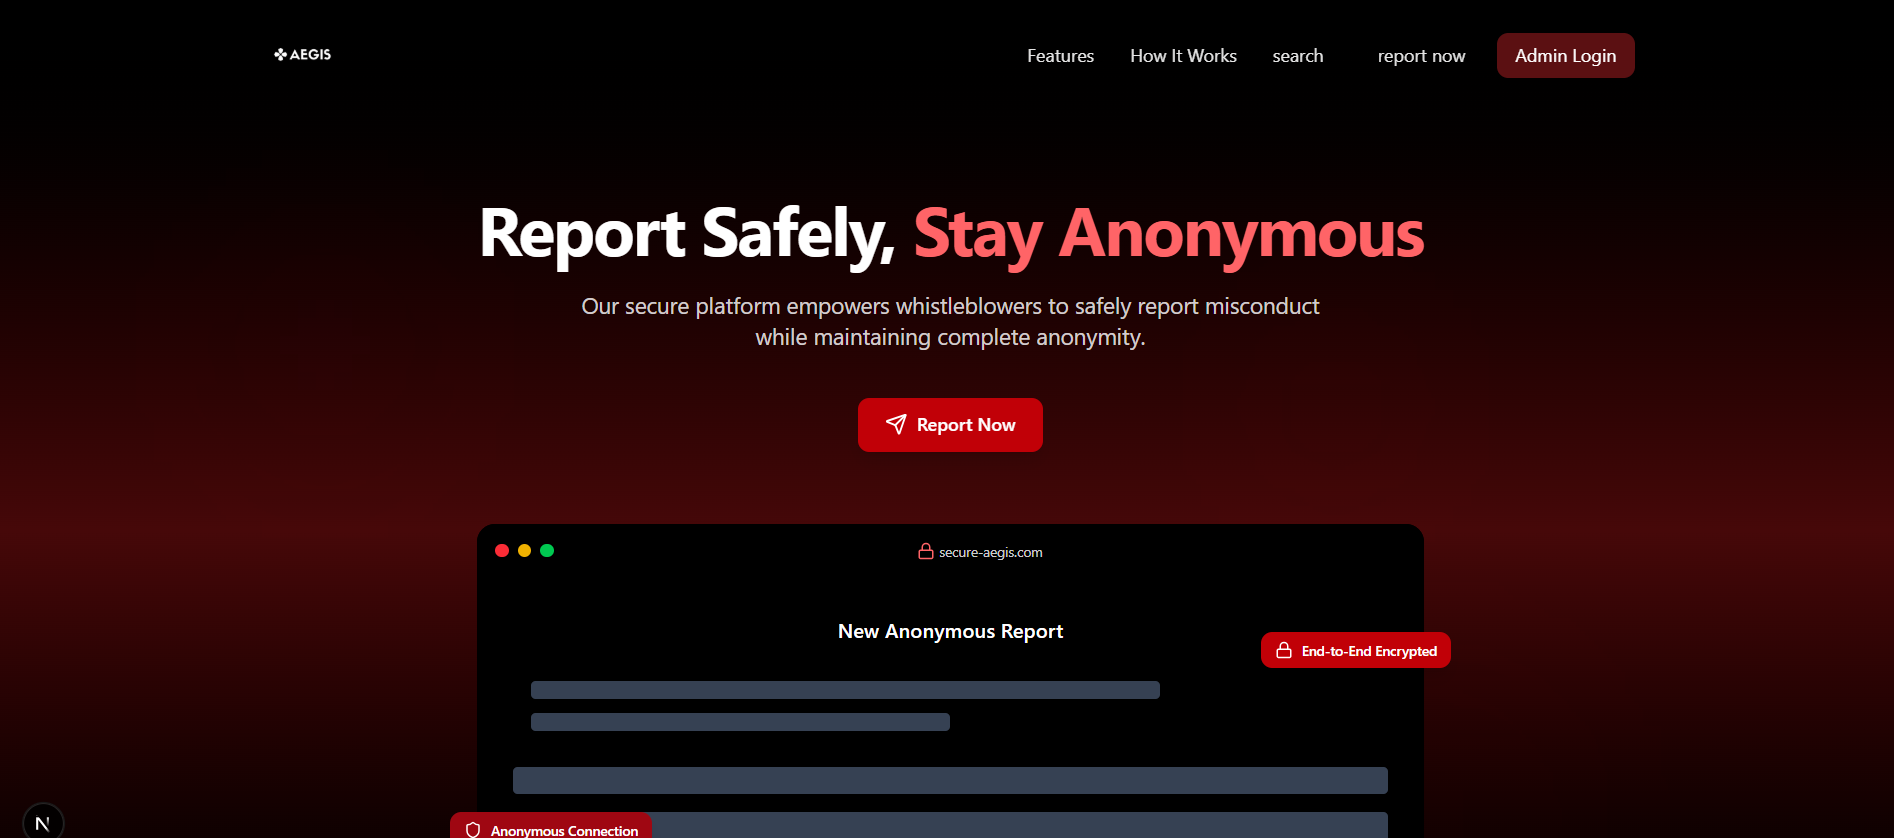 AEGIS
Features
How It Works
search
report now
Admin Login
Report Safely, Stay Anonymous
Our secure platform empowers whistleblowers to safely report misconduct
while maintaining complete anonymity.
Report Now
secure-aegis.com
New Anonymous Report
End-to-End Encrypted
Anonymous Connection
N